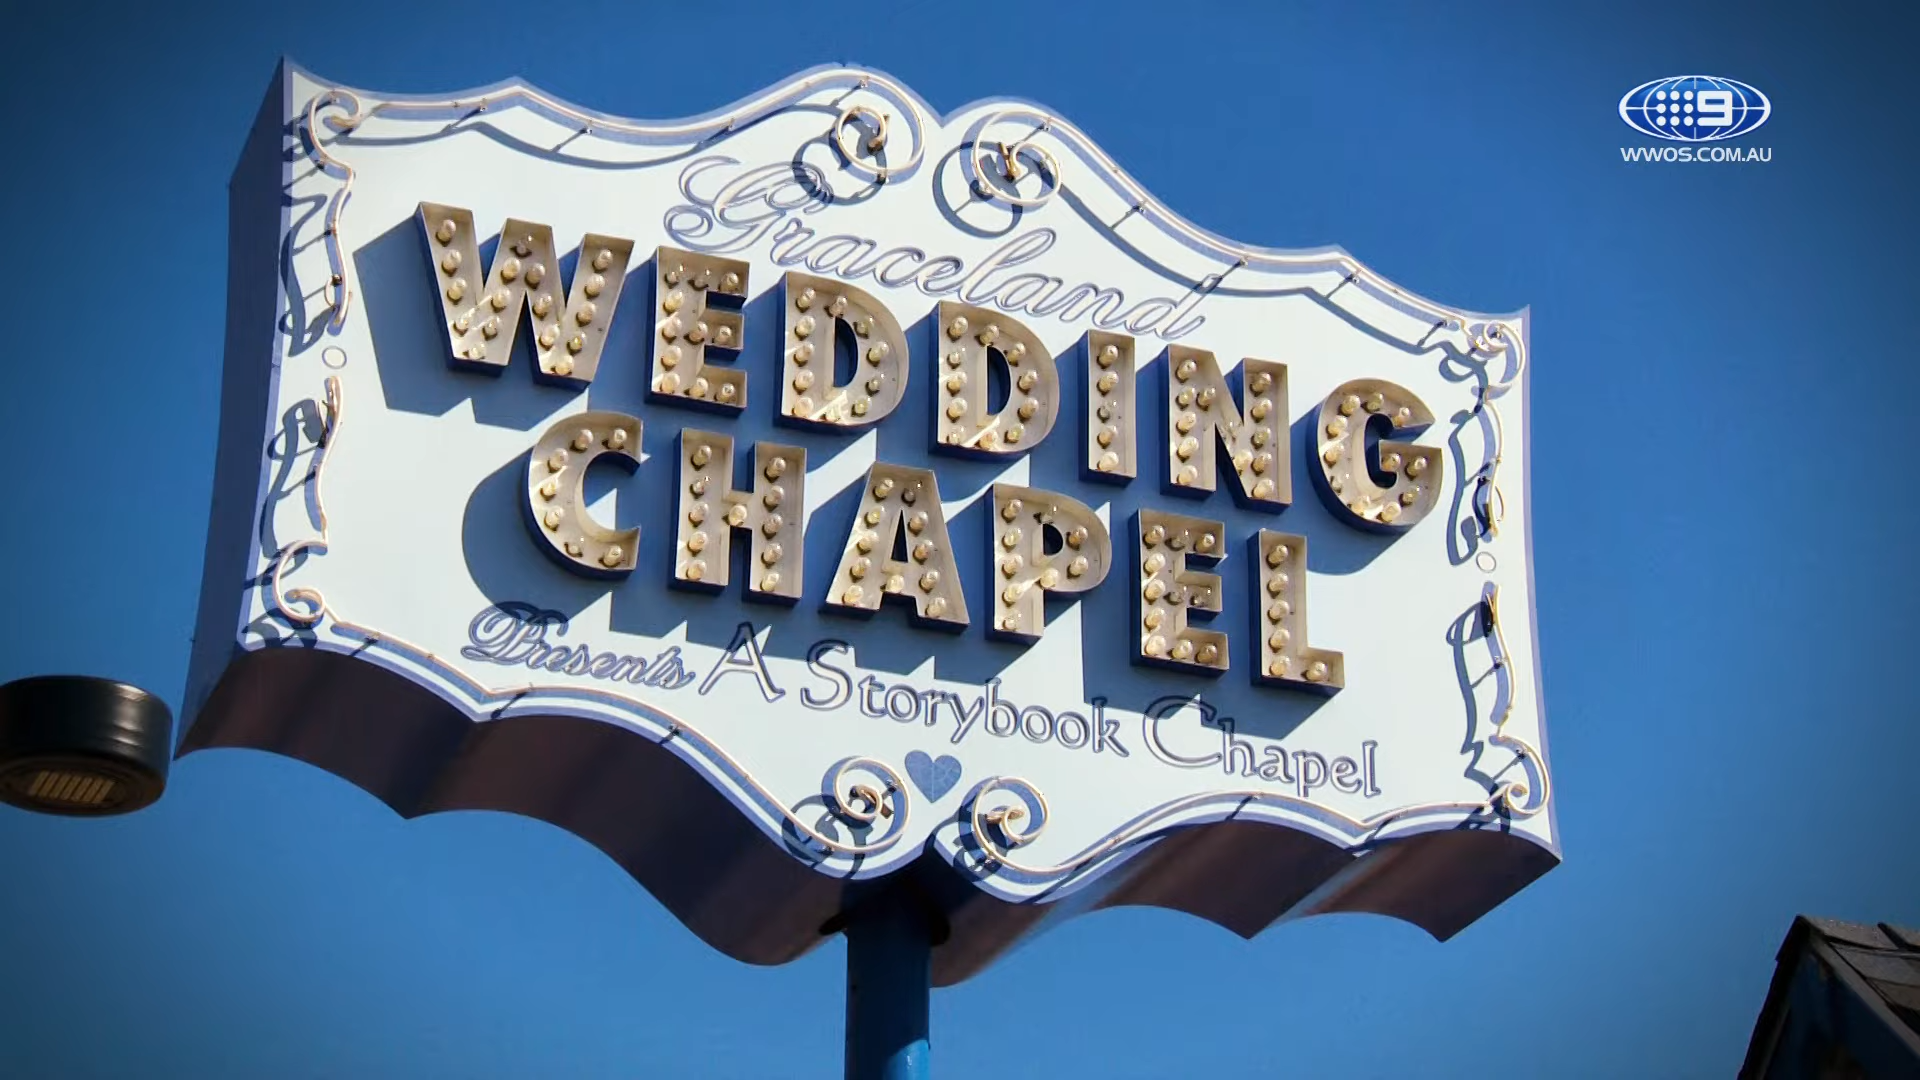 9
WWOS.COM.AU
Graceland
WEDDING
CHAPEL
Presents A Storybook Chapel